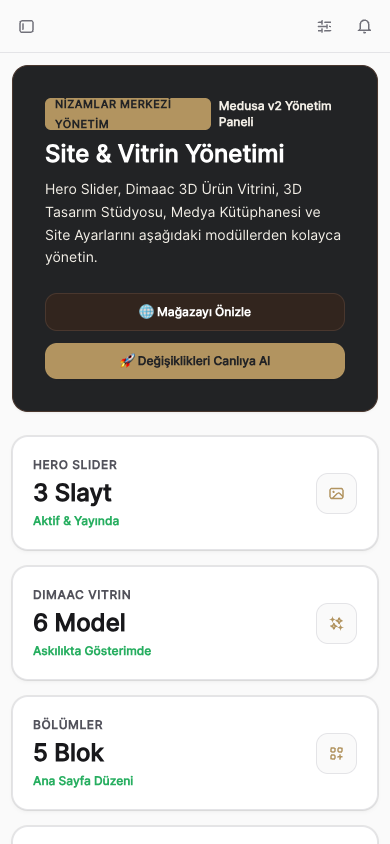 NİZAMLAR MERKEZİ
YÖNETİM
Medusa v2 Yönetim
Paneli
Site & Vitrin Yönetimi
Hero Slider, Dimaac 3D Ürün Vitrini, 3D
Tasarım Stüdyosu, Medya Kütüphanesi ve
Site Ayarlarını aşağıdaki modüllerden kolayca
yönetin.
Mağazayı Önizle
Değişiklikleri Canlıya Al
HERO SLIDER
3 Slayt
Aktif & Yayında
DIMAAC VITRIN
6 Model
Askılıkta Gösterimde
BÖLÜMLER
5 Blok
Ana Sayfa Düzeni